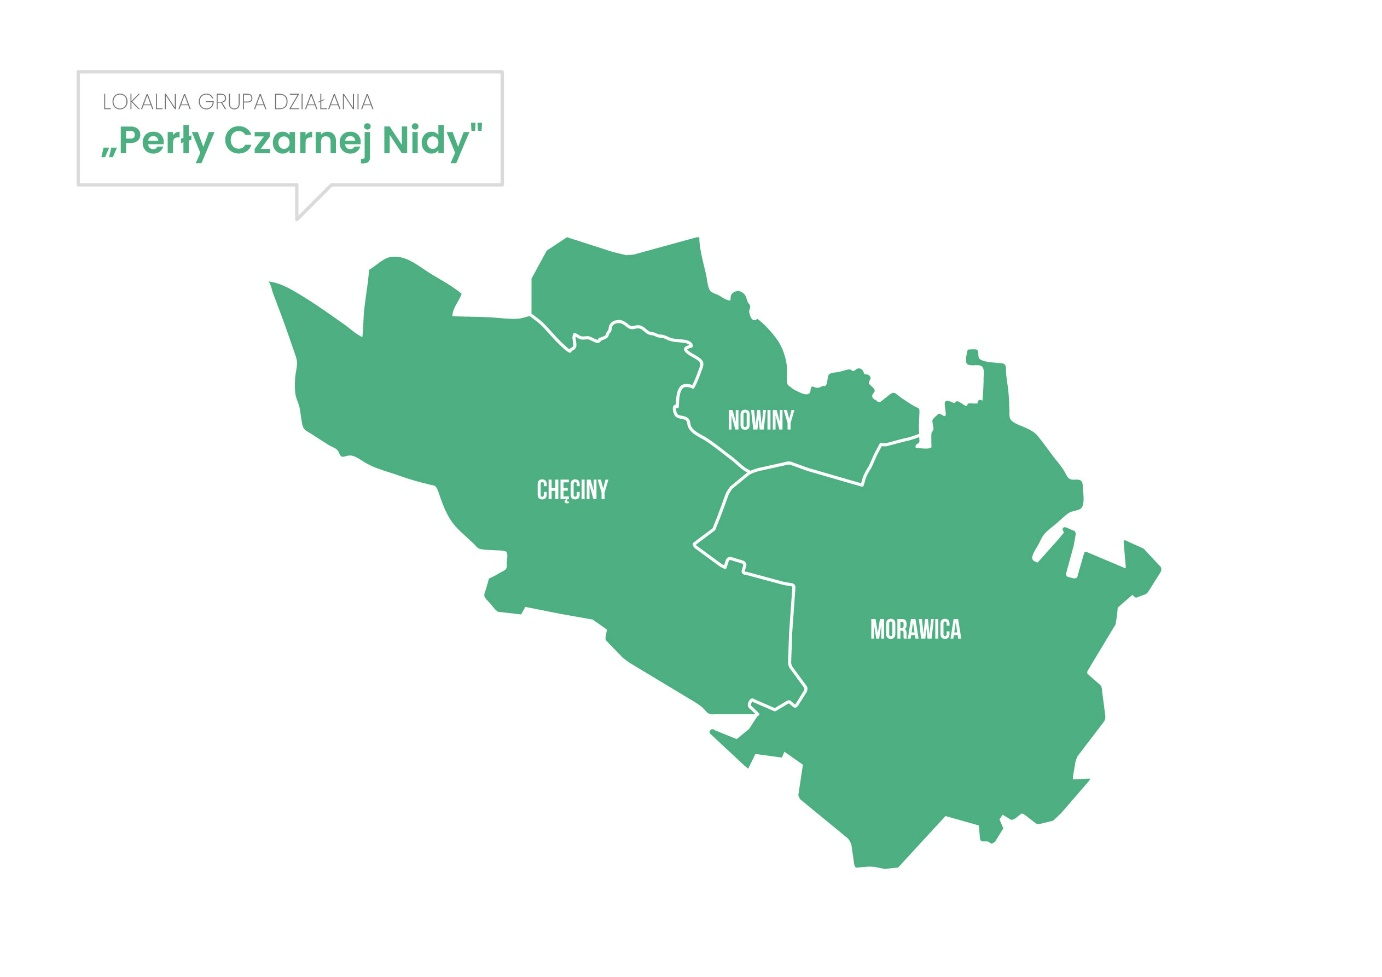 LOKALNA GRUPA DZIAŁANIA
„Perły Czarnej Nidy"
NOWINY
CHĘCINY
MORAWICA